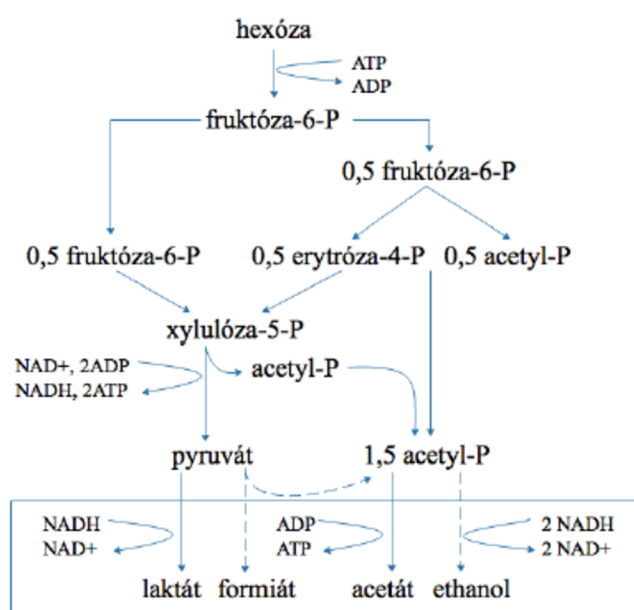 hexóza
ATP
ADP
fruktóza-6-P
0,5 fruktóza-6-P
0,5 fruktóza-6-P 0,5 erytróza-4-P 0,5 acetyl-P
xylulóza-5-P
NAD+, 2ADP
acetyl-P
NADH, 2ATP
pyruvát 1,5 acetyl-P
NADH ADP 2 NADH
NAD+ ATP 2 NAD+
laktát formiát acetát ethanol